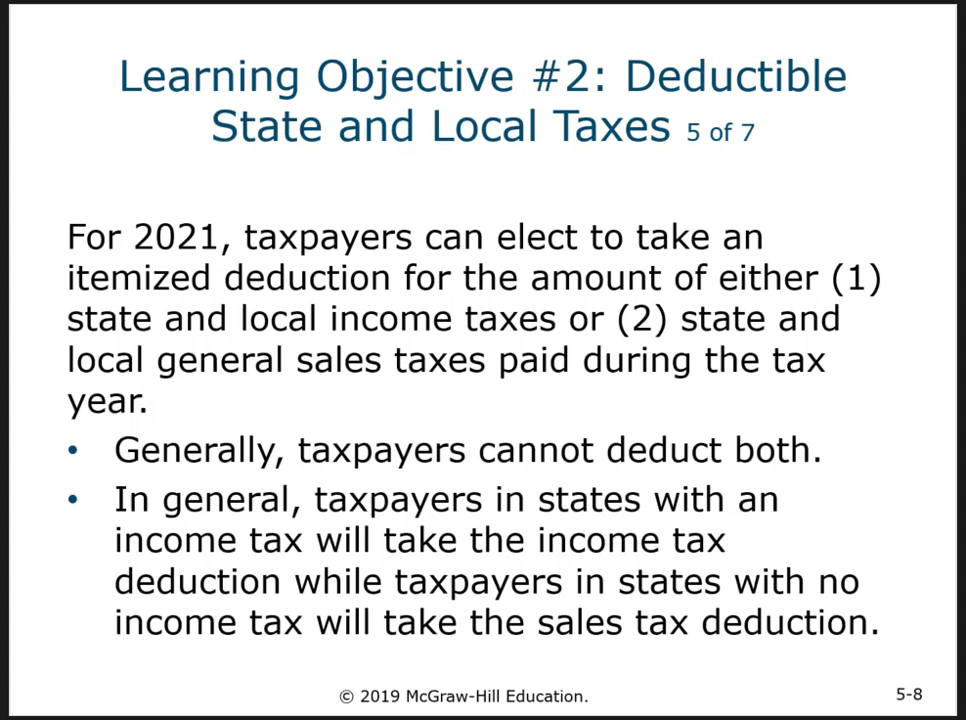 Learning Objective #2: Deductible
State and Local Taxes 5 of 7
For 2021, taxpayers can elect to take an
itemized deduction for the amount of either (1)
state and local income taxes or (2) state and
local general sales taxes paid during the tax
year.
• Generally, taxpayers cannot deduct both.
• In general, taxpayers in states with an
income tax will take the income tax
deduction while taxpayers in states with no
income tax will take the sales tax deduction.
© 2019 McGraw-Hill Education.
5-8